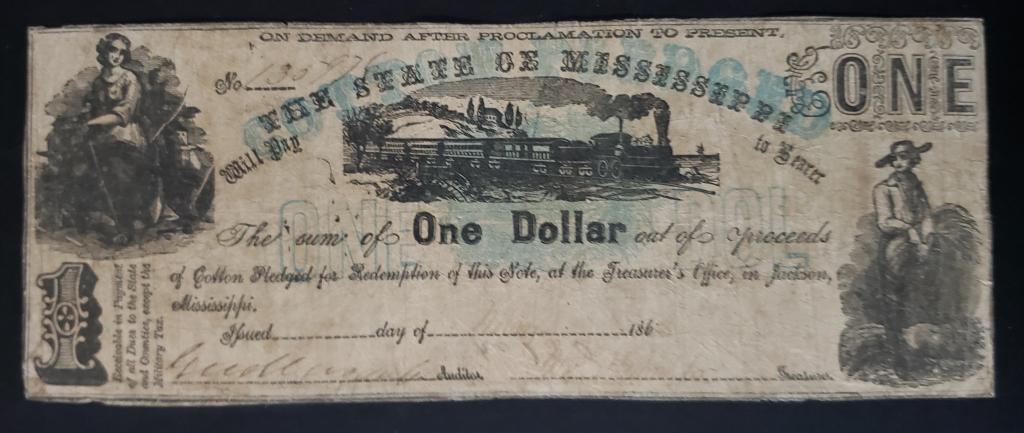 ON DEMAND AFTER PROCLAMATION TO PRESENT,
No
THE STATE OF MISSISSIPPI
ONE
Will Pay
to Bearer
The sum of One Dollar out of proceeds
of Cotton Pledged for Redemption of this Note, at the Treasurer's Office, in Jackson,
Mississippi.
Issued day of 186
1
Receivable in Payment
of all Dues to the State
and Counties, except the
Military Tax.
Auditor.
Treasurer.